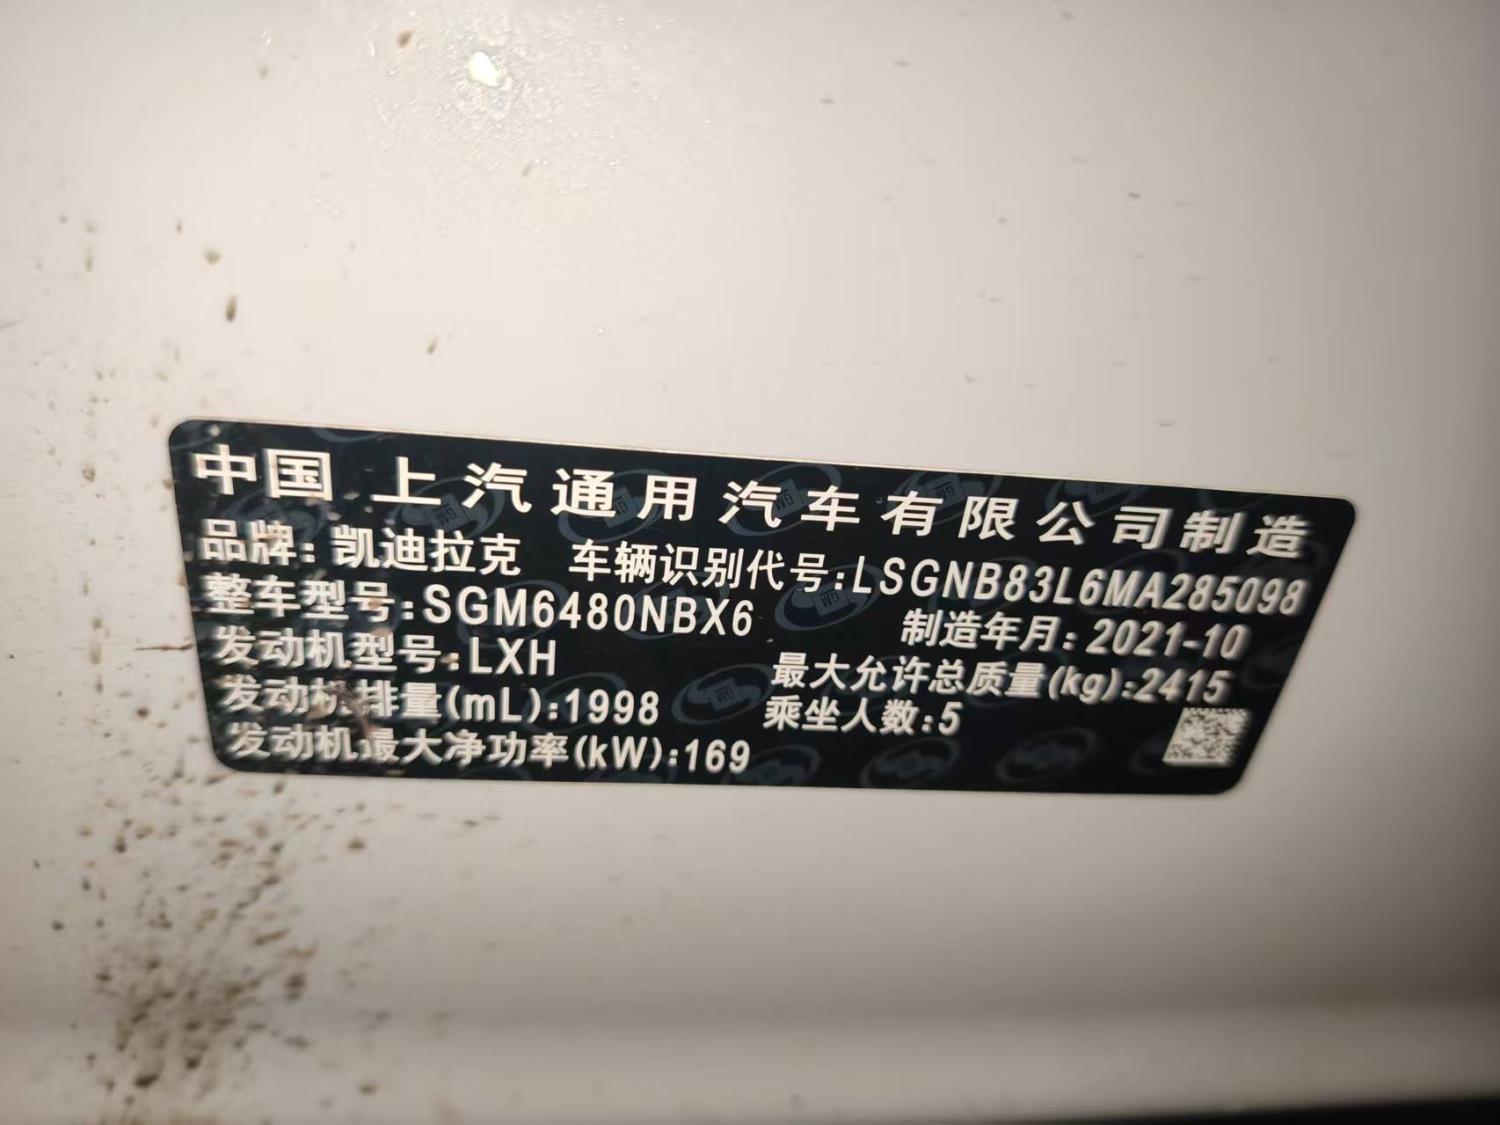 中国 上汽通用汽车有限公司制造
品牌:凯迪拉克 车辆识别代号:LSGNB83L6MA285098
整车型号:SGM6480NBX6 制造年月:2021-10
发动机型号:LXH 最大允许总质量(kg):2415
发动机排量(mL):1998 乘坐人数:5
发动机最大净功率(kW):169